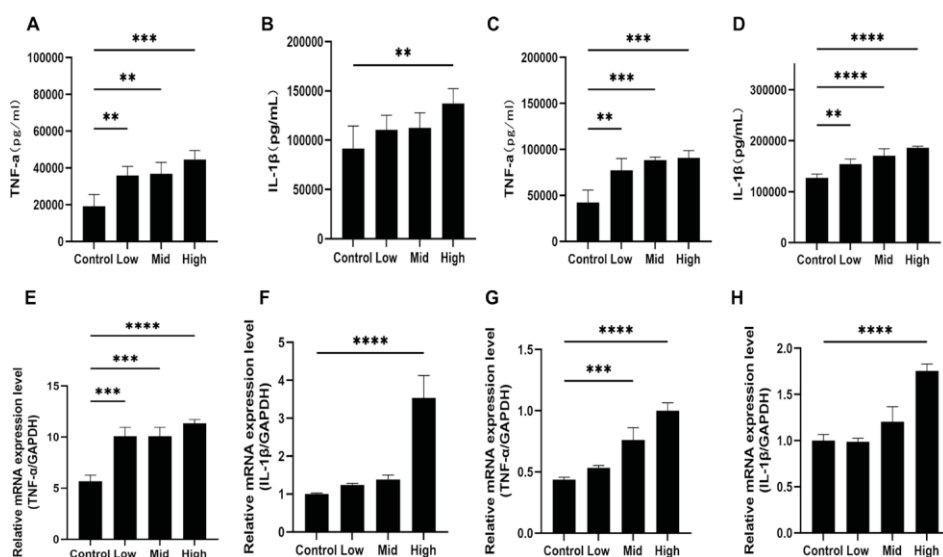 A
***
**
**
TNF-a (pg/ml)
100000
80000
60000
40000
20000
0
Control Low Mid High
B
**
IL-1β (pg/mL)
200000
150000
100000
50000
0
Control Low Mid High
C
***
***
**
TNF-a (pg/mL)
200000
150000
100000
50000
0
Control Low Mid High
D
****
****
**
IL-1β (pg/mL)
300000
200000
100000
0
Control Low Mid High
E
****
***
***
Relative mRNA expression level
(TNF-α/GAPDH)
15
10
5
0
Control Low Mid High
F
****
Relative mRNA expression level
(IL-1β/GAPDH)
5
4
3
2
1
0
Control Low Mid High
G
****
***
Relative mRNA expression level
(TNF-α/GAPDH)
1.5
1.0
0.5
0.0
Control Low Mid High
H
****
Relative mRNA expression level
(IL-1β/GAPDH)
2.0
1.5
1.0
0.5
0.0
Control Low Mid High